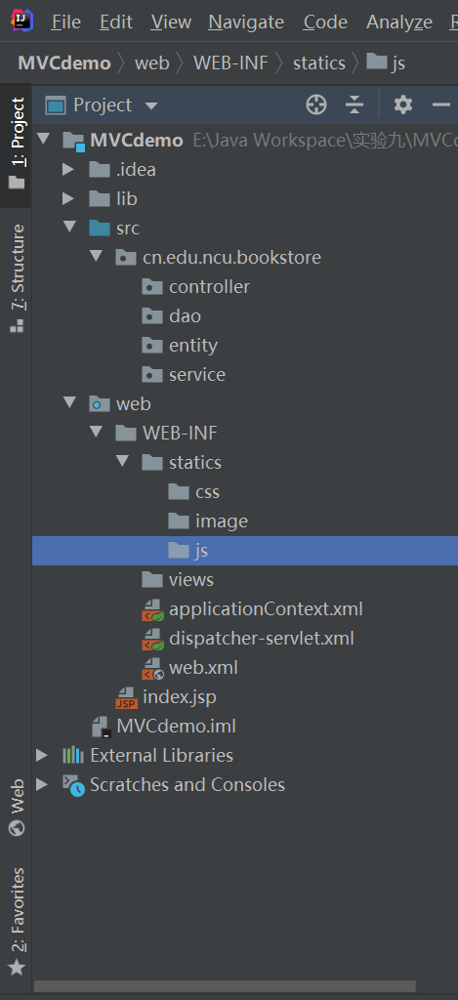 File Edit View Navigate Code Analyze
MVCdemo web WEB-INF statics js
Project
MVCdemo E:\Java Workspace\实验九\MVC
.idea
lib
src
cn.edu.ncu.bookstore
controller
dao
entity
service
web
WEB-INF
statics
css
image
js
views
applicationContext.xml
dispatcher-servlet.xml
web.xml
JSP index.jsp
MVCdemo.iml
External Libraries
Scratches and Consoles
1: Project
7: Structure
Web
2: Favorites